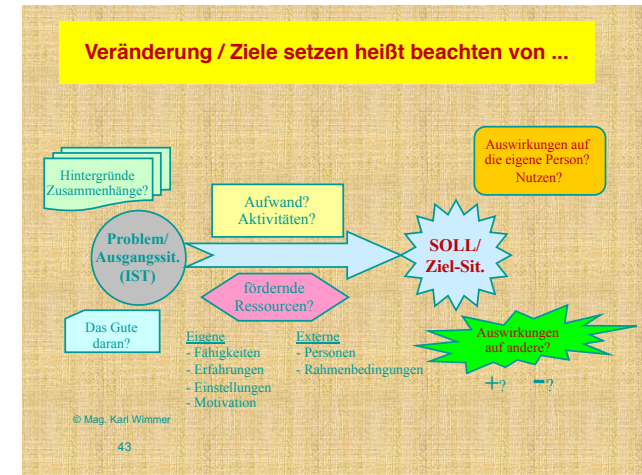 Veränderung / Ziele setzen heißt beachten von ...
Hintergründe
Zusammenhänge?
Problem/
Ausgangssit.
(IST)
Das Gute
daran?
Aufwand?
Aktivitäten?
fördernde
Ressourcen?
Eigene
- Fähigkeiten
- Erfahrungen
- Einstellungen
- Motivation
Externe
- Personen
- Rahmenbedingungen
SOLL/
Ziel-Sit.
Auswirkungen auf
die eigene Person?
Nutzen?
Auswirkungen
auf andere?
+? -?
© Mag. Karl Wimmer
43